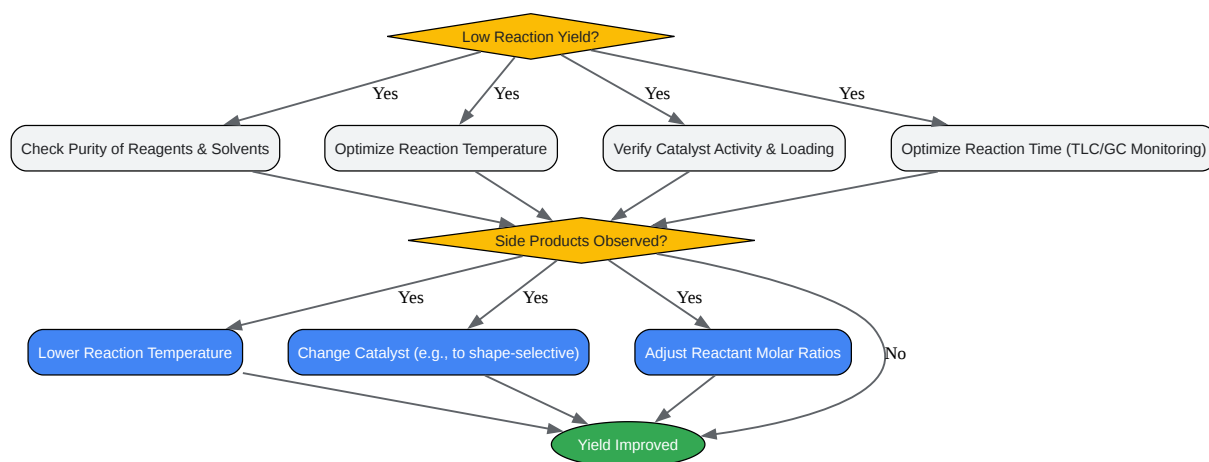 Low Reaction Yield?
Yes
Yes
Yes
Yes
Check Purity of Reagents & Solvents
Optimize Reaction Temperature
Verify Catalyst Activity & Loading
Optimize Reaction Time (TLC/GC Monitoring)
Side Products Observed?
Yes
Yes
Yes
Lower Reaction Temperature
Change Catalyst (e.g., to shape-selective)
Adjust Reactant Molar Ratios
No
Yield Improved